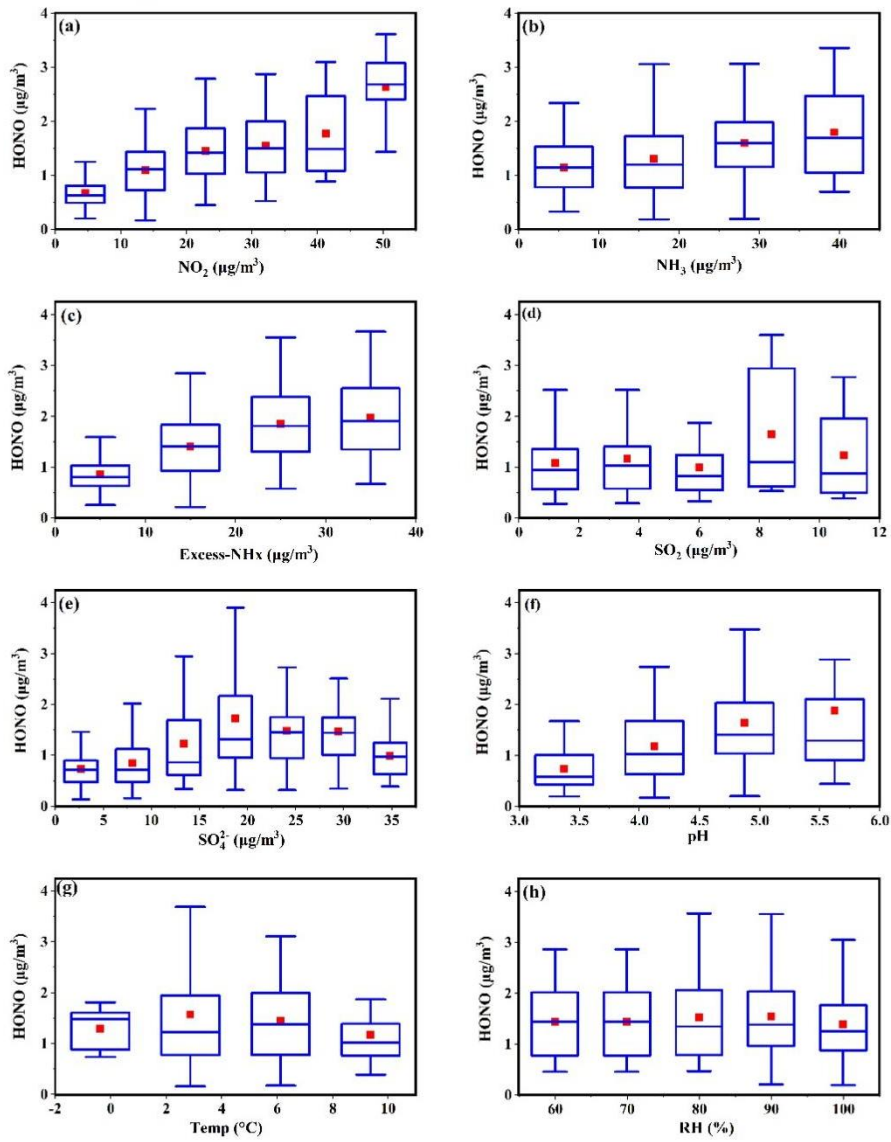 (a)
HONO (μg/m³)
4
3
2
1
0
0 10 20 30 40 50
NO₂ (μg/m³)
(b)
HONO (μg/m³)
4
3
2
1
0
0 10 20 30 40
NH₃ (μg/m³)
(c)
HONO (μg/m³)
4
3
2
1
0
0 10 20 30 40
Excess-NHx (μg/m³)
(d)
HONO (μg/m³)
4
3
2
1
0
0 2 4 6 8 10 12
SO₂ (μg/m³)
(e)
HONO (μg/m³)
4
3
2
1
0
0 5 10 15 20 25 30 35
SO₄²⁻ (μg/m³)
(f)
HONO (μg/m³)
4
3
2
1
0
3.0 3.5 4.0 4.5 5.0 5.5 6.0
pH
(g)
HONO (μg/m³)
4
3
2
1
0
-2 0 2 4 6 8 10
Temp (°C)
(h)
HONO (μg/m³)
4
3
2
1
0
60 70 80 90 100
RH (%)